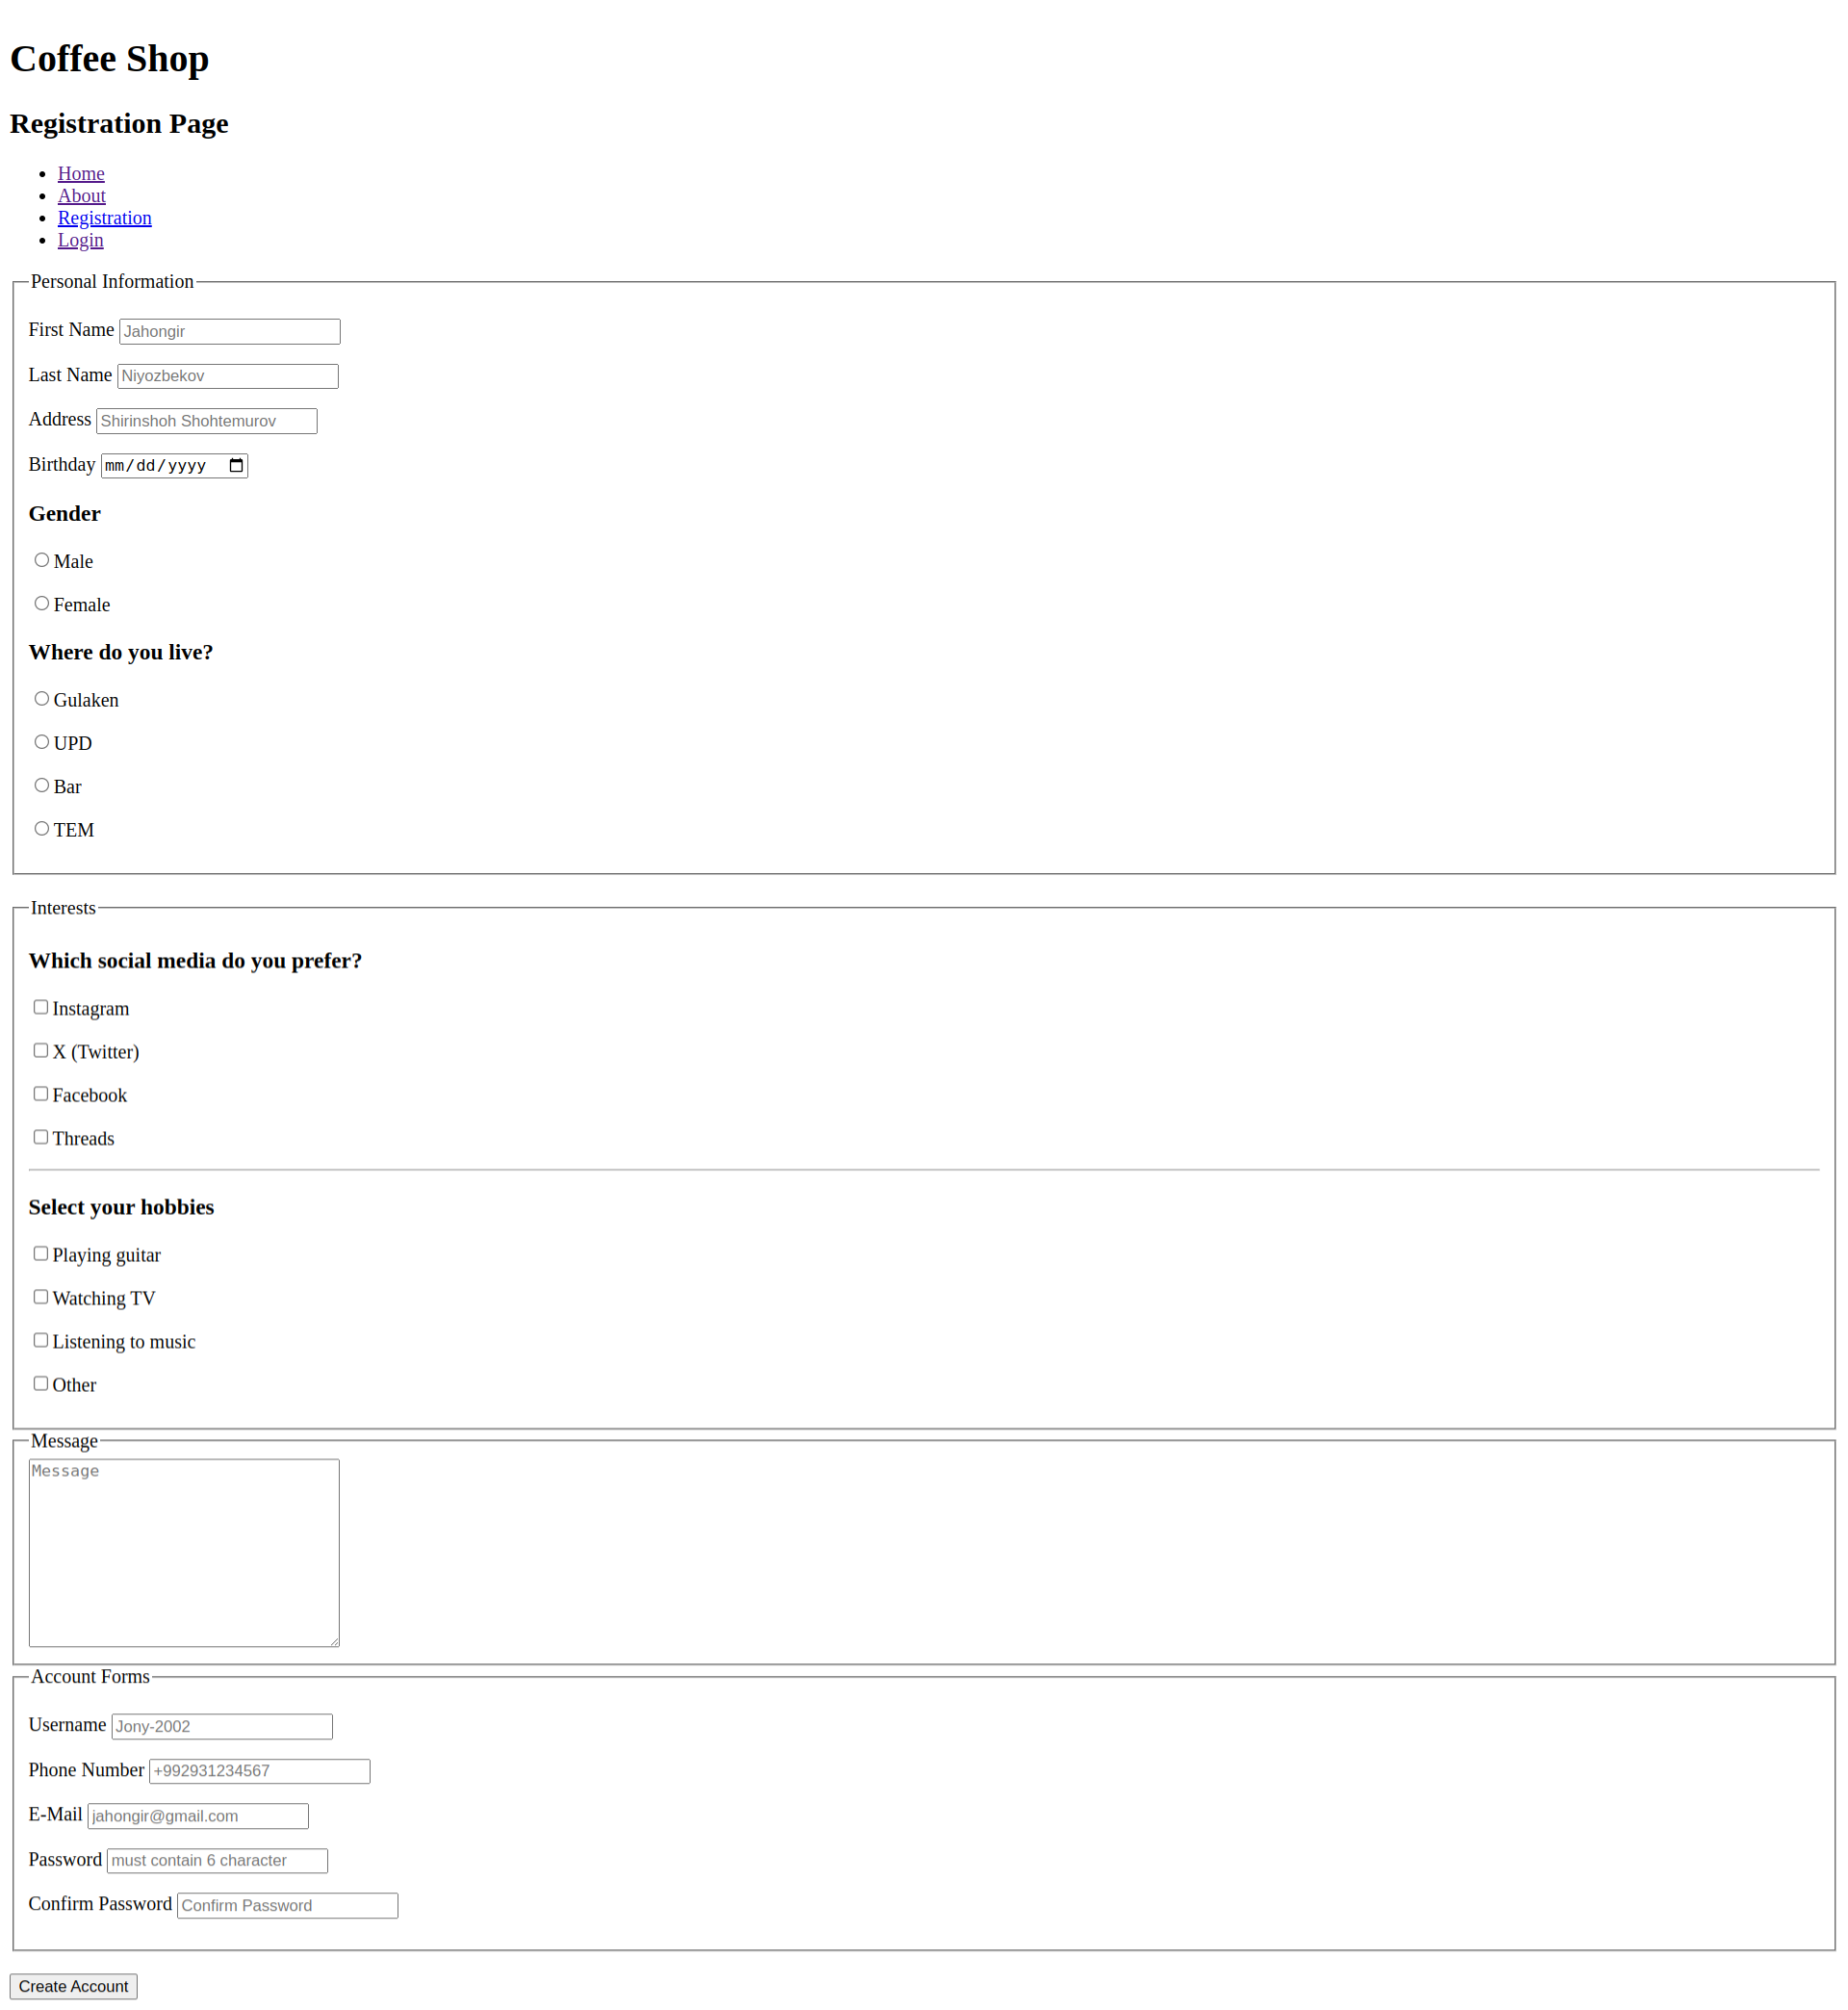 Coffee Shop
Registration Page
Home
About
Registration
Login
Personal Information
First Name Jahongir
Last Name Niyozbekov
Address Shirinshoh Shohtemurov
Birthday mm/dd/yyyy
Gender
Male
Female
Where do you live?
Gulaken
UPD
Bar
TEM
Interests
Which social media do you prefer?
Instagram
X (Twitter)
Facebook
Threads
Select your hobbies
Playing guitar
Watching TV
Listening to music
Other
Message
Message
Account Forms
Username Jony-2002
Phone Number +992931234567
E-Mail jahongir@gmail.com
Password must contain 6 character
Confirm Password Confirm Password
Create Account